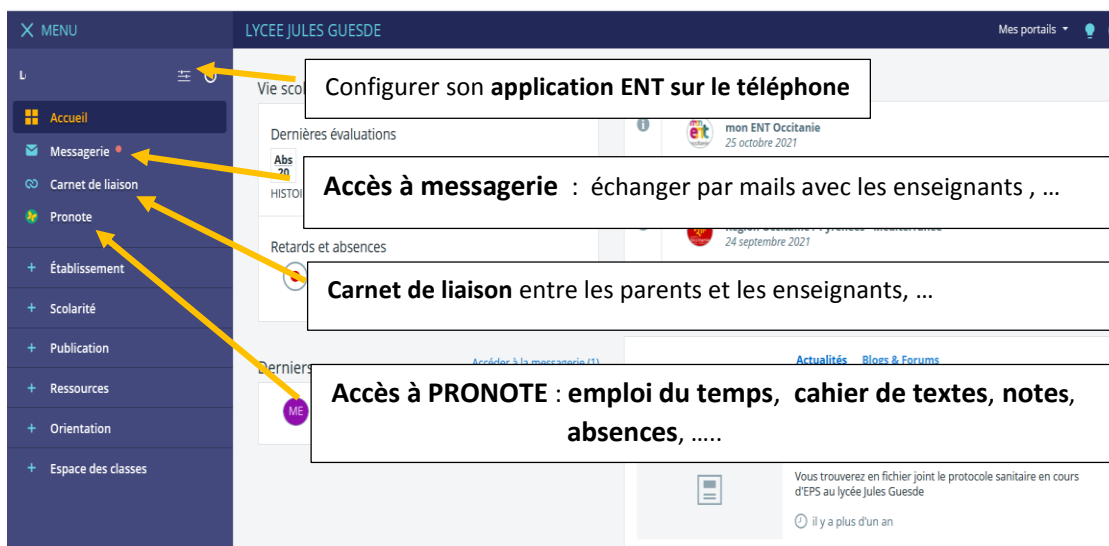 MENU
LYCEE JULES GUESDE
Mes portails
Vie scol
Configurer son application ENT sur le téléphone
Accueil
Messagerie
Carnet de liaison
Pronote
Dernières évaluations
Abs
20
HISTOI
mon ENT Occitanie
25 octobre 2021
Accès à messagerie : échanger par mails avec les enseignants , …
24 septembre 2021
Retards et absences
Carnet de liaison entre les parents et les enseignants, …
+ Établissement
+ Scolarité
+ Publication
+ Ressources
+ Orientation
+ Espace des classes
Derniers
Accéder à la messagerie (1)
Actualités Blogs & Forums
ME
Accès à PRONOTE : emploi du temps, cahier de textes, notes,
absences, …..
Vous trouverez en fichier joint le protocole sanitaire en cours
d'EPS au lycée Jules Guesde
il y a plus d'un an